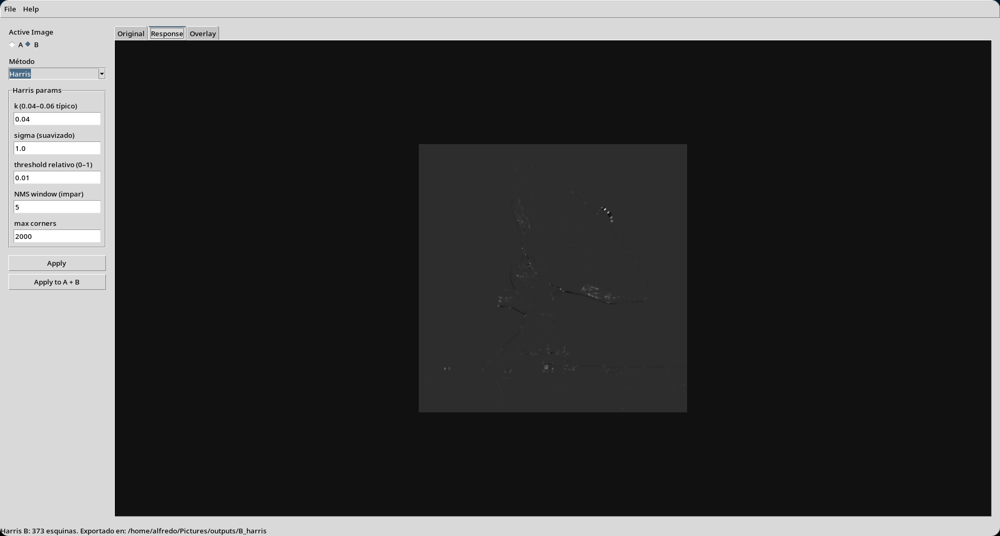 File Help
Active Image
A B
Método
Harris
Harris params
k (0.04–0.06 típico)
0.04
sigma (suavizado)
1.0
threshold relativo (0–1)
0.01
NMS window (impar)
5
max corners
2000
Apply
Apply to A + B
Original Response Overlay
Harris B: 373 esquinas. Exportado en: /home/alfredo/Pictures/outputs/B_harris